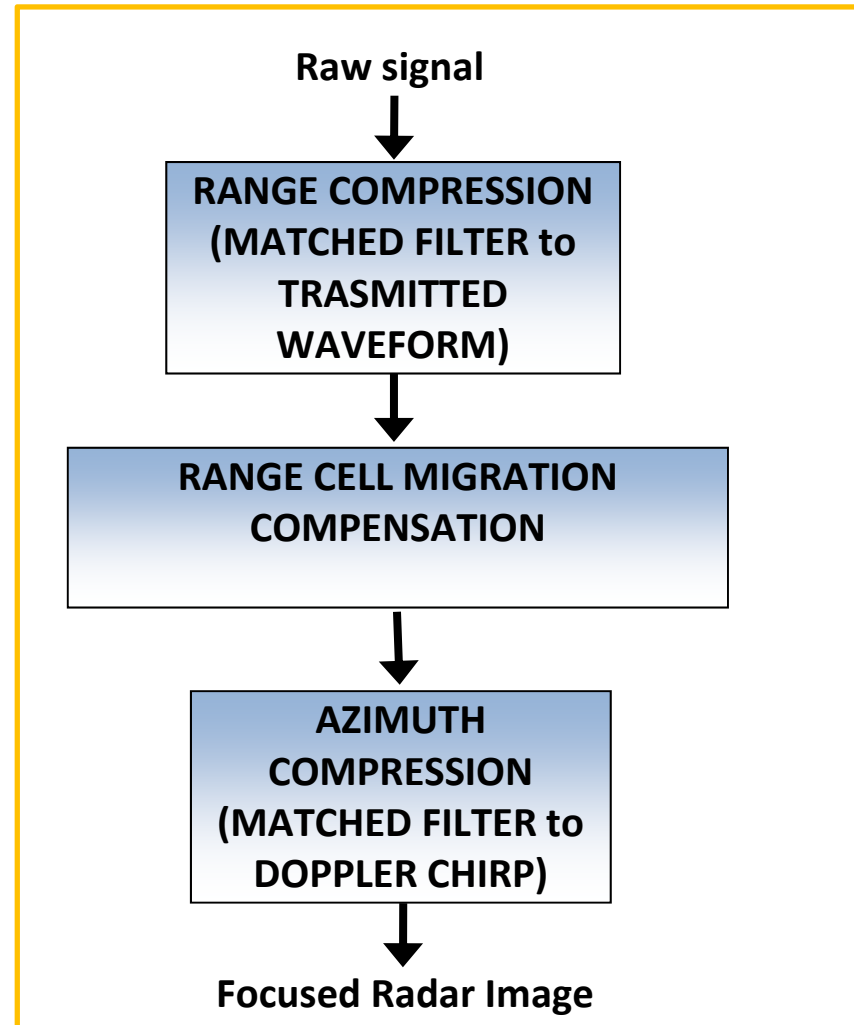 Raw signal
RANGE COMPRESSION
(MATCHED FILTER to
TRASMITTED
WAVEFORM)
RANGE CELL MIGRATION
COMPENSATION
AZIMUTH
COMPRESSION
(MATCHED FILTER to
DOPPLER CHIRP)
Focused Radar Image